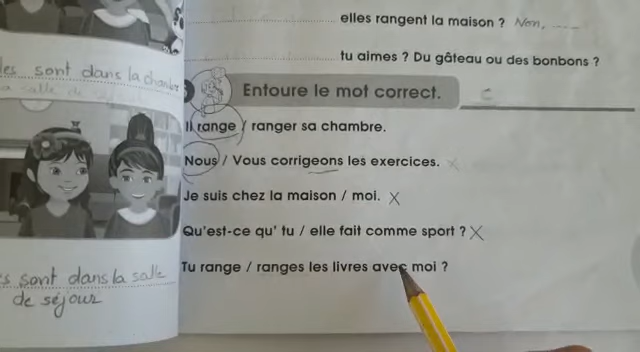 elles rangent la maison ? Non,
tu aimes ? Du gâteau ou des bonbons ?
les sont dans la chambre
Entoure le mot correct.
Il range / ranger sa chambre.
Nous / Vous corrigeons les exercices.
Je suis chez la maison / moi. X
Qu'est-ce qu' tu / elle fait comme sport ? X
Tu range / ranges les livres avec moi ?
s sont dans la salle
de séjour